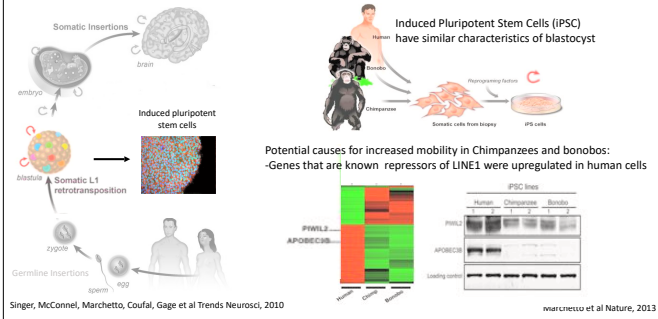 Somatic Insertions
brain
embryo
Induced pluripotent
stem cells
blastula
Somatic L1
retrotransposition
zygote
Germline Insertions
sperm
egg
Singer, McConnel, Marchetto, Coufal, Gage et al Trends Neurosci, 2010
Induced Pluripotent Stem Cells (iPSC)
have similar characteristics of blastocyst
Human
Bonobo
Chimpanzee
Reprograming factors
Somatic cells from biopsy
iPS cells
Potential causes for increased mobility in Chimpanzees and bonobos:
-Genes that are known repressors of LINE1 were upregulated in human cells
PIWIL2
APOBEC3B
Human
Chimp
Bonobo
iPSC lines
Human Chimpanzee Bonobo
1 2 1 2 1 2
PIWIL2
APOBEC3B
Loading control
Marchetto et al Nature, 2013